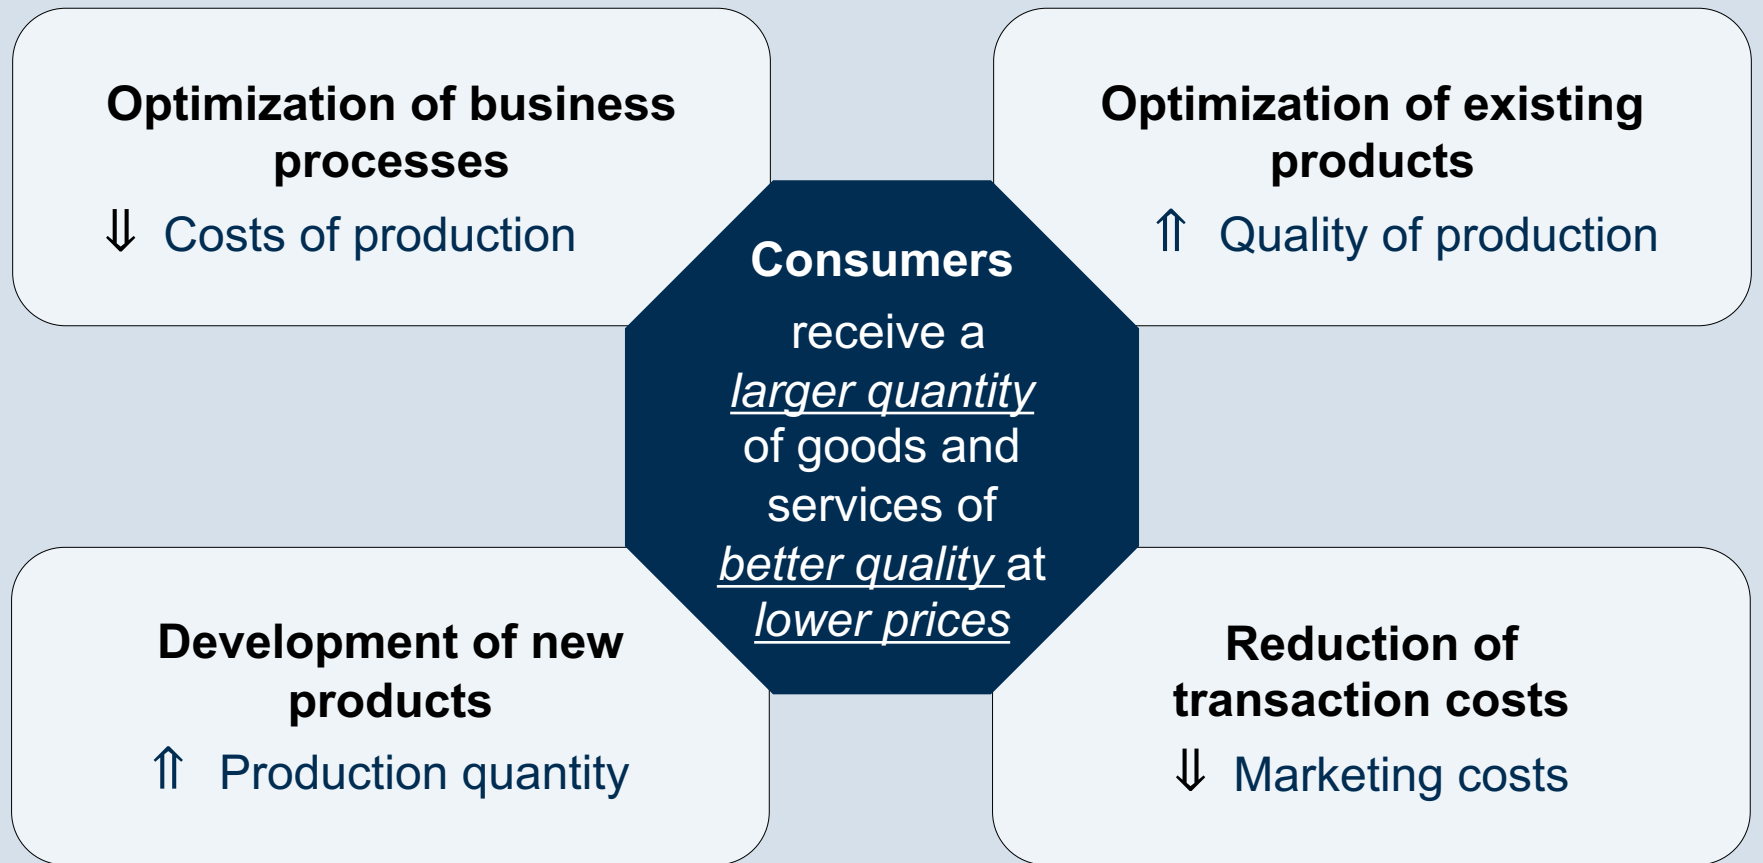 Optimization of business
processes
⇓ Costs of production
Optimization of existing
products
⇑ Quality of production
Consumers
receive a
larger quantity
of goods and
services of
better quality at
lower prices
Development of new
products
⇑ Production quantity
Reduction of
transaction costs
⇓ Marketing costs